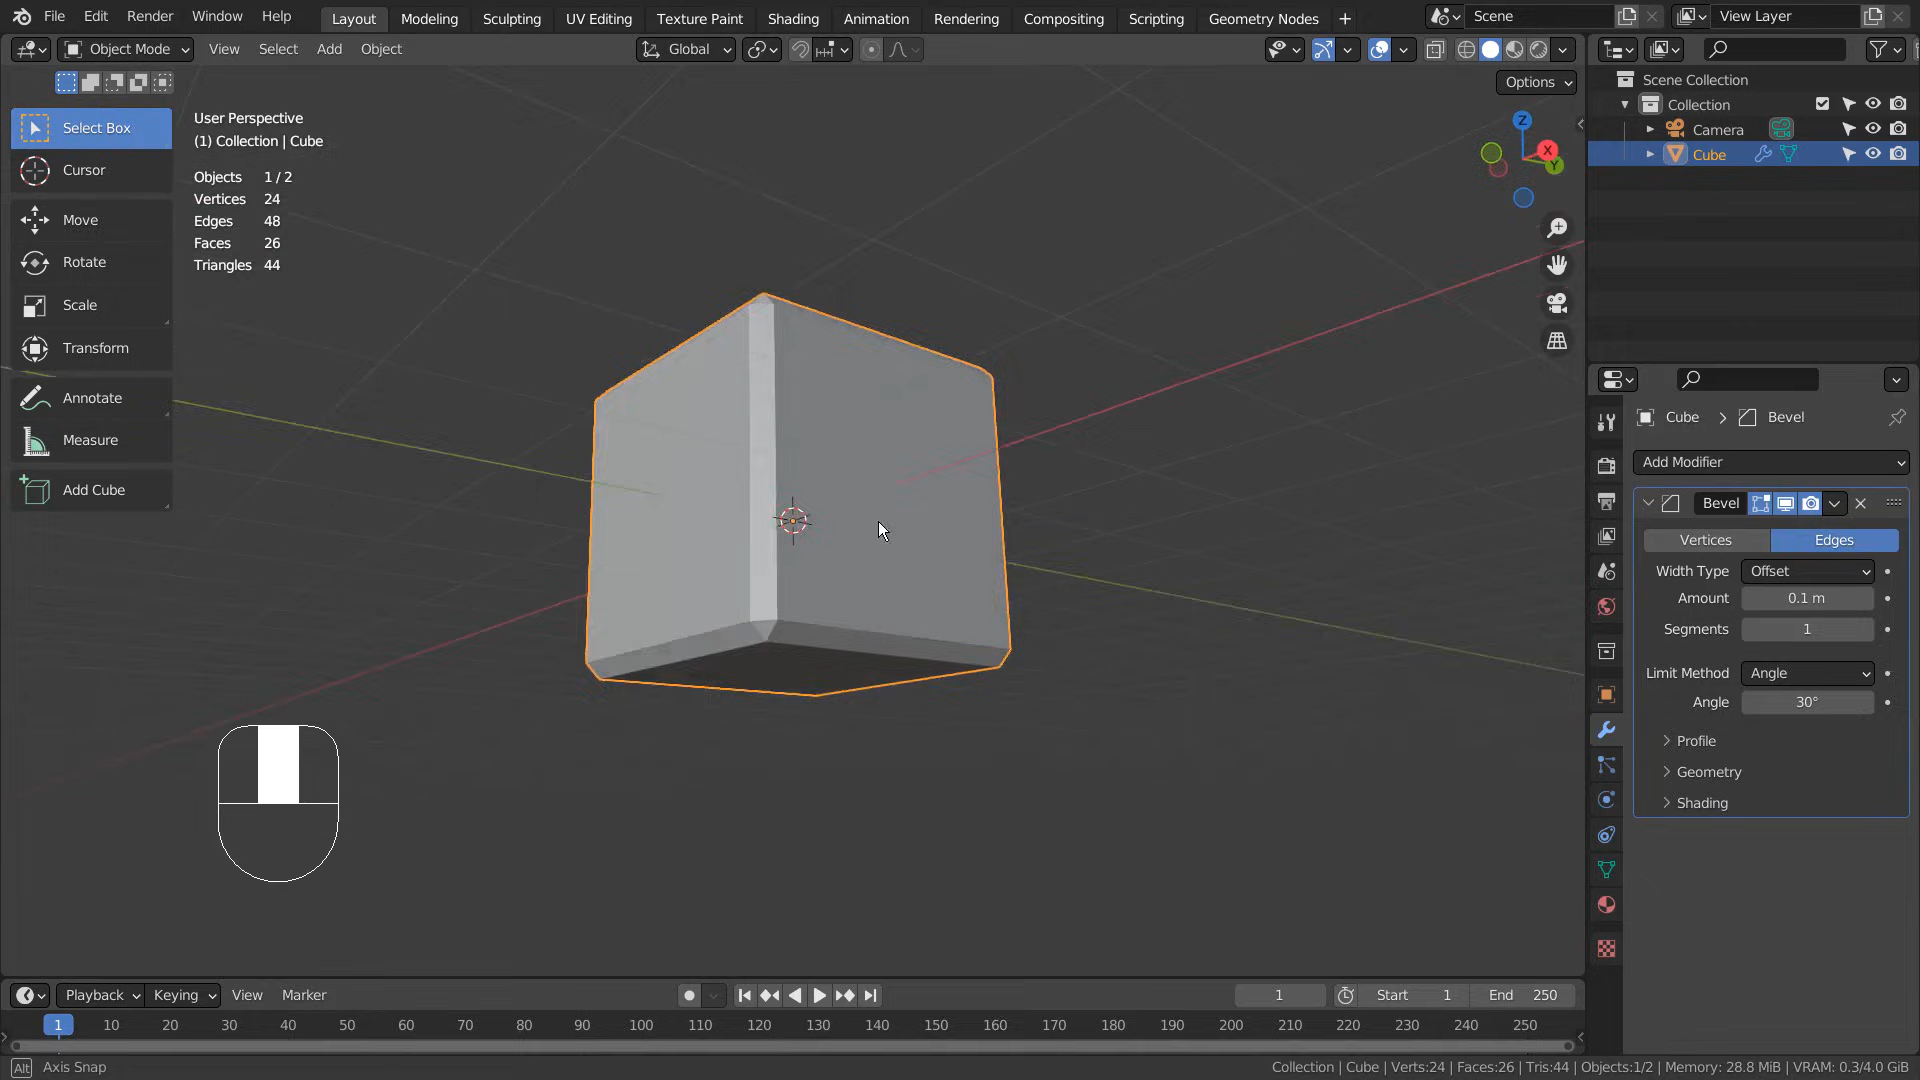 File Edit Render Window Help Layout Modeling Sculpting UV Editing Texture Paint Shading Animation Rendering Compositing Scripting Geometry Nodes + Scene View Layer
Object Mode View Select Add Object Global
Options
Select Box
Cursor
Move
Rotate
Scale
Transform
Annotate
Measure
Add Cube
User Perspective
(1) Collection | Cube
Objects 1 / 2
Vertices 24
Edges 48
Faces 26
Triangles 44
Z
X
Y
Scene Collection
Collection
Camera
Cube
Cube > Bevel
Add Modifier
Bevel
Vertices Edges
Width Type Offset
Amount 0.1 m
Segments 1
Limit Method Angle
Angle 30°
Profile
Geometry
Shading
Playback Keying View Marker 1 Start 1 End 250
1 10 20 30 40 50 60 70 80 90 100 110 120 130 140 150 160 170 180 190 200 210 220 230 240 250
Alt Axis Snap Collection | Cube | Verts:24 | Faces:26 | Tris:44 | Objects:1/2 | Memory: 28.8 MiB | VRAM: 0.3/4.0 GiB